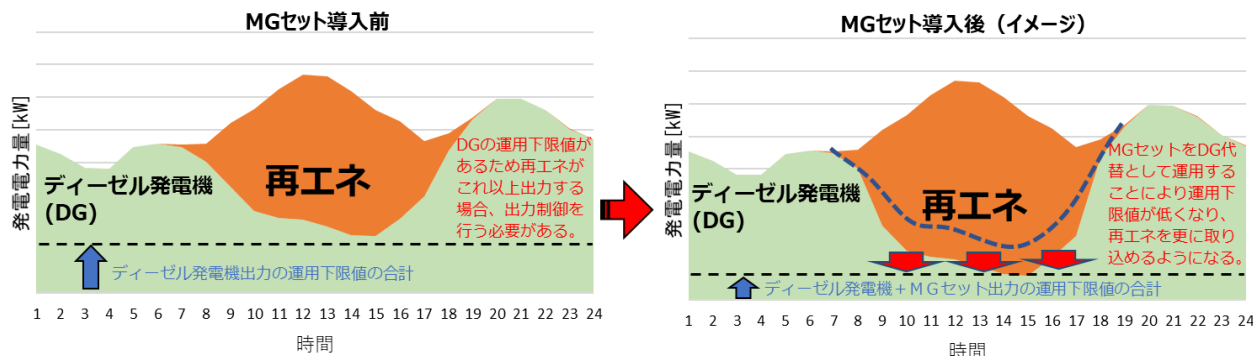 MGセット導入前
発電電力量[kW]
ディーゼル発電機
(DG)
再エネ
DGの運用下限値が
あるため再エネが
これ以上出力する
場合、出力制御を
行う必要がある。
ディーゼル発電機出力の運用下限値の合計
1 2 3 4 5 6 7 8 9 10 11 12 13 14 15 16 17 18 19 20 21 22 23 24
時間
MGセット導入後（イメージ）
発電電力量[kW]
ディーゼル発電機
(DG)
再エネ
MGセットをDG代
替として運用する
ことにより運用下
限値が低くなり、
再エネを更に取り
込めるようになる。
ディーゼル発電機＋ＭＧセット出力の運用下限値の合計
1 2 3 4 5 6 7 8 9 10 11 12 13 14 15 16 17 18 19 20 21 22 23 24
時間